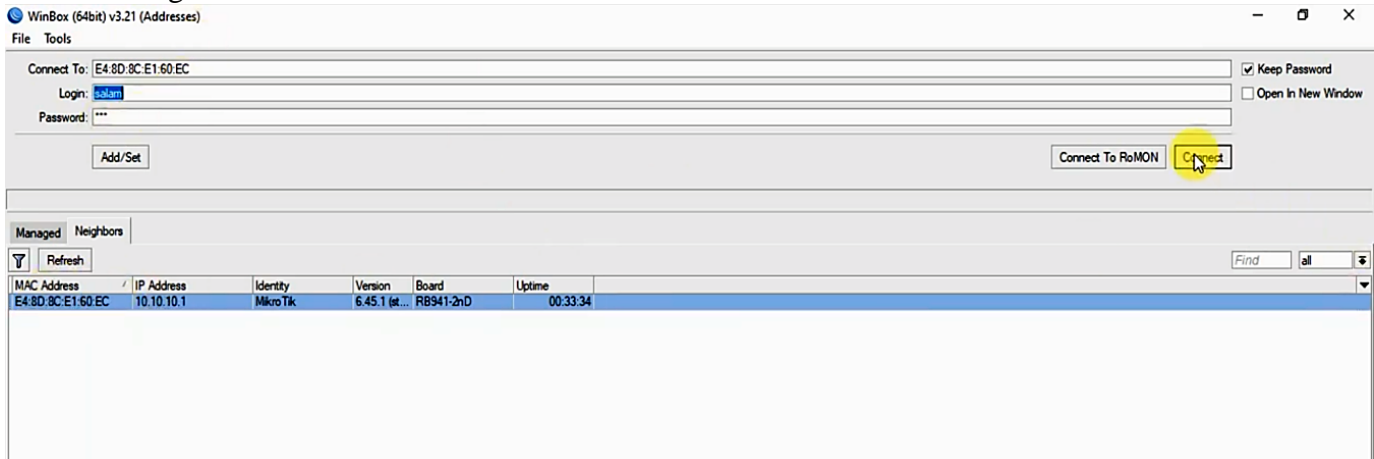 WinBox (64bit) v3.21 (Addresses)
File Tools
Connect To: E4:8D:8C:E1:60:EC
Keep Password
Login: salam
Open In New Window
Password: ***
Add/Set
Connect To RoMON
Connect
Managed Neighbors
Refresh
Find all
MAC Address IP Address Identity Version Board Uptime
E4:8D:8C:E1:60:EC 10.10.10.1 MikroTik 6.45.1 (st... RB941-2nD 00:33:34